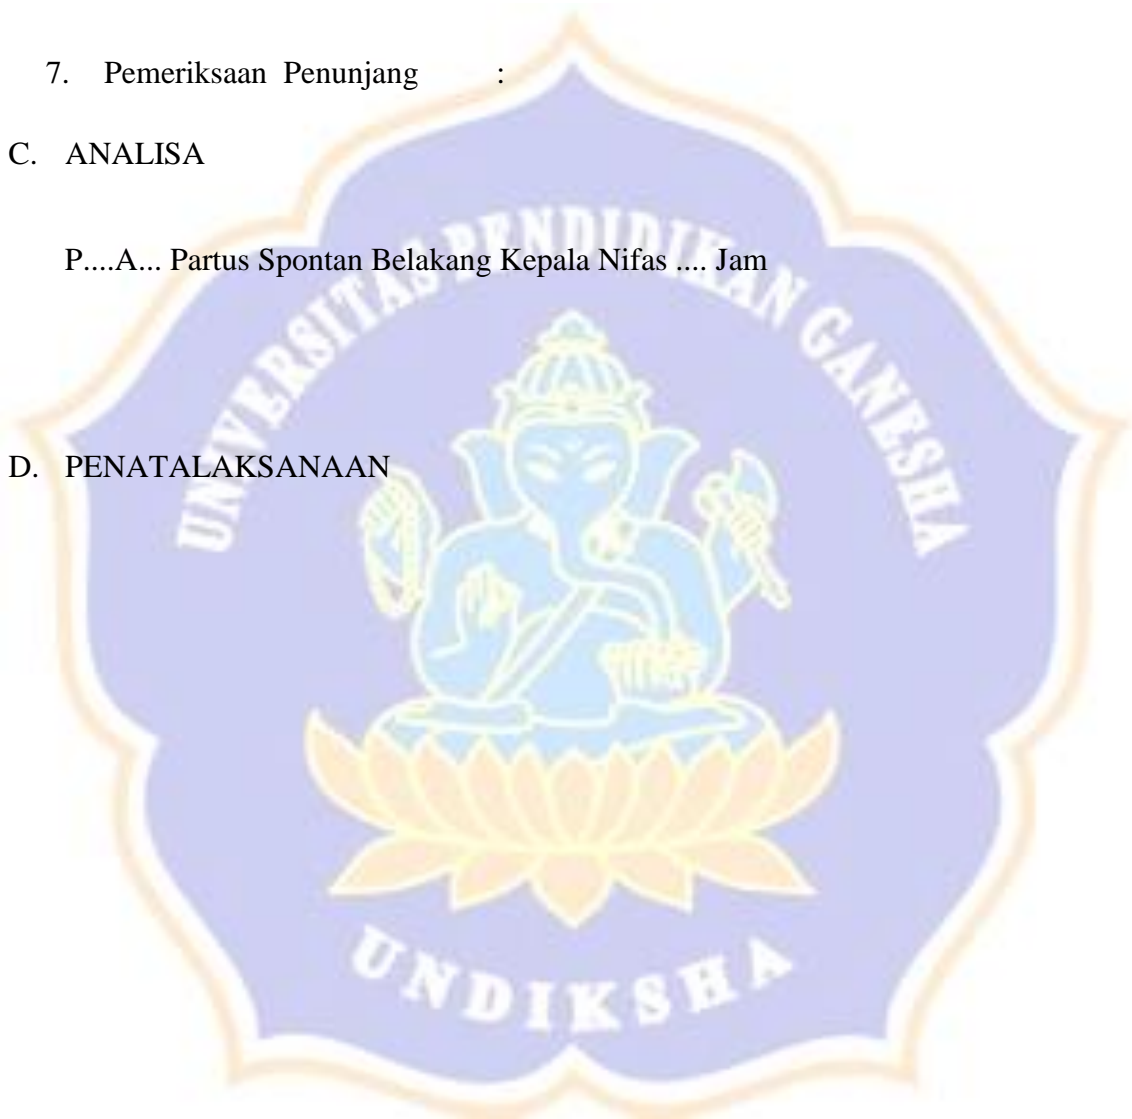 7. Pemeriksaan Penunjang :
C. ANALISA
P....A... Partus Spontan Belakang Kepala Nifas .... Jam
UNIVERSITAS PENDIDIKAN GANESHA
D. PENATALAKSANAAN
UNDIKSHA